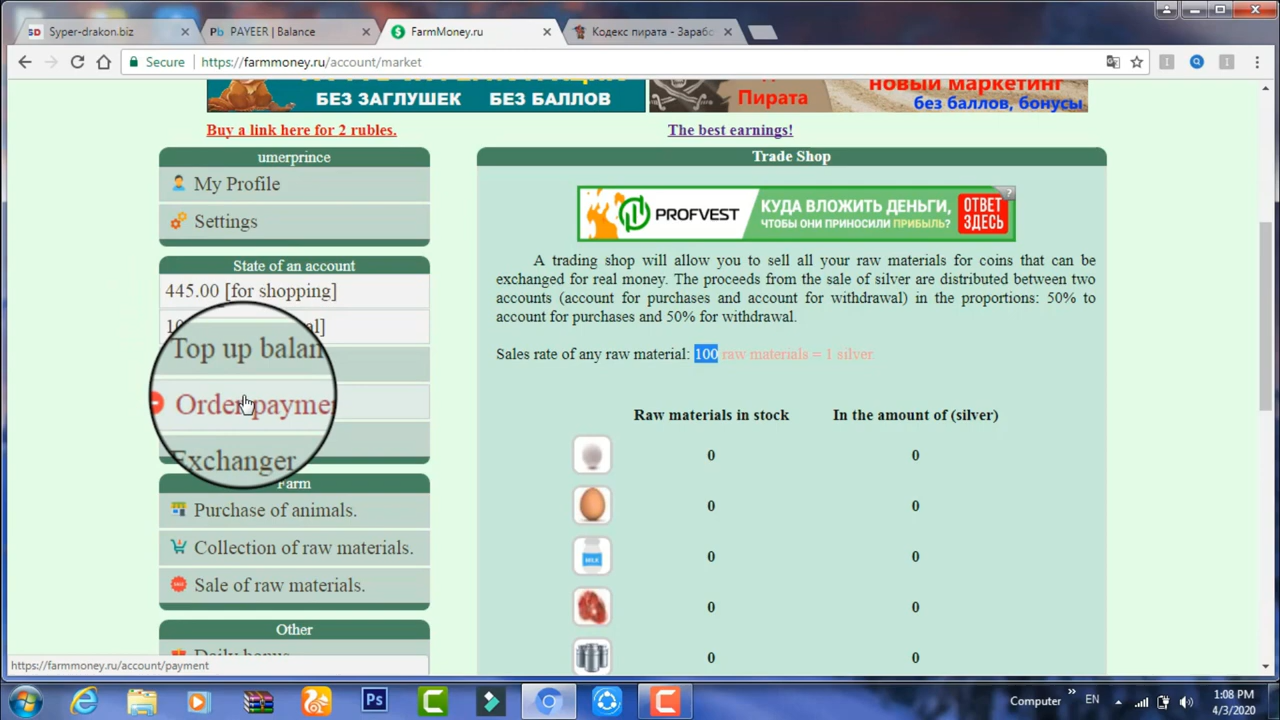 Syper-drakon.biz
PAYEER | Balance
FarmMoney.ru
Кодекс пирата - Зарабо
Secure
https://farmmoney.ru/account/market
БЕЗ ЗАГЛУШЕК БЕЗ БАЛЛОВ
Пирата
новый маркетинг
без баллов, бонусы
Buy a link here for 2 rubles.
The best earnings!
umerprince
My Profile
Settings
State of an account
445.00 [for shopping]
Top up balan
Order payme
Exchanger
Farm
Purchase of animals.
Collection of raw materials.
Sale of raw materials.
Other
Daily bonus
https://farmmoney.ru/account/payment
Trade Shop
PROFVEST
КУДА ВЛОЖИТЬ ДЕНЬГИ,
ЧТОБЫ ОНИ ПРИНОСИЛИ ПРИБЫЛЬ?
ОТВЕТ
ЗДЕСЬ
A trading shop will allow you to sell all your raw materials for coins that can be
exchanged for real money. The proceeds from the sale of silver are distributed between two
accounts (account for purchases and account for withdrawal) in the proportions: 50% to
account for purchases and 50% for withdrawal.
Sales rate of any raw material: 100 raw materials = 1 silver
Raw materials in stock In the amount of (silver)
0 0
0 0
MILK 0 0
0 0
0 0
Computer
EN
1:08 PM
4/3/2020